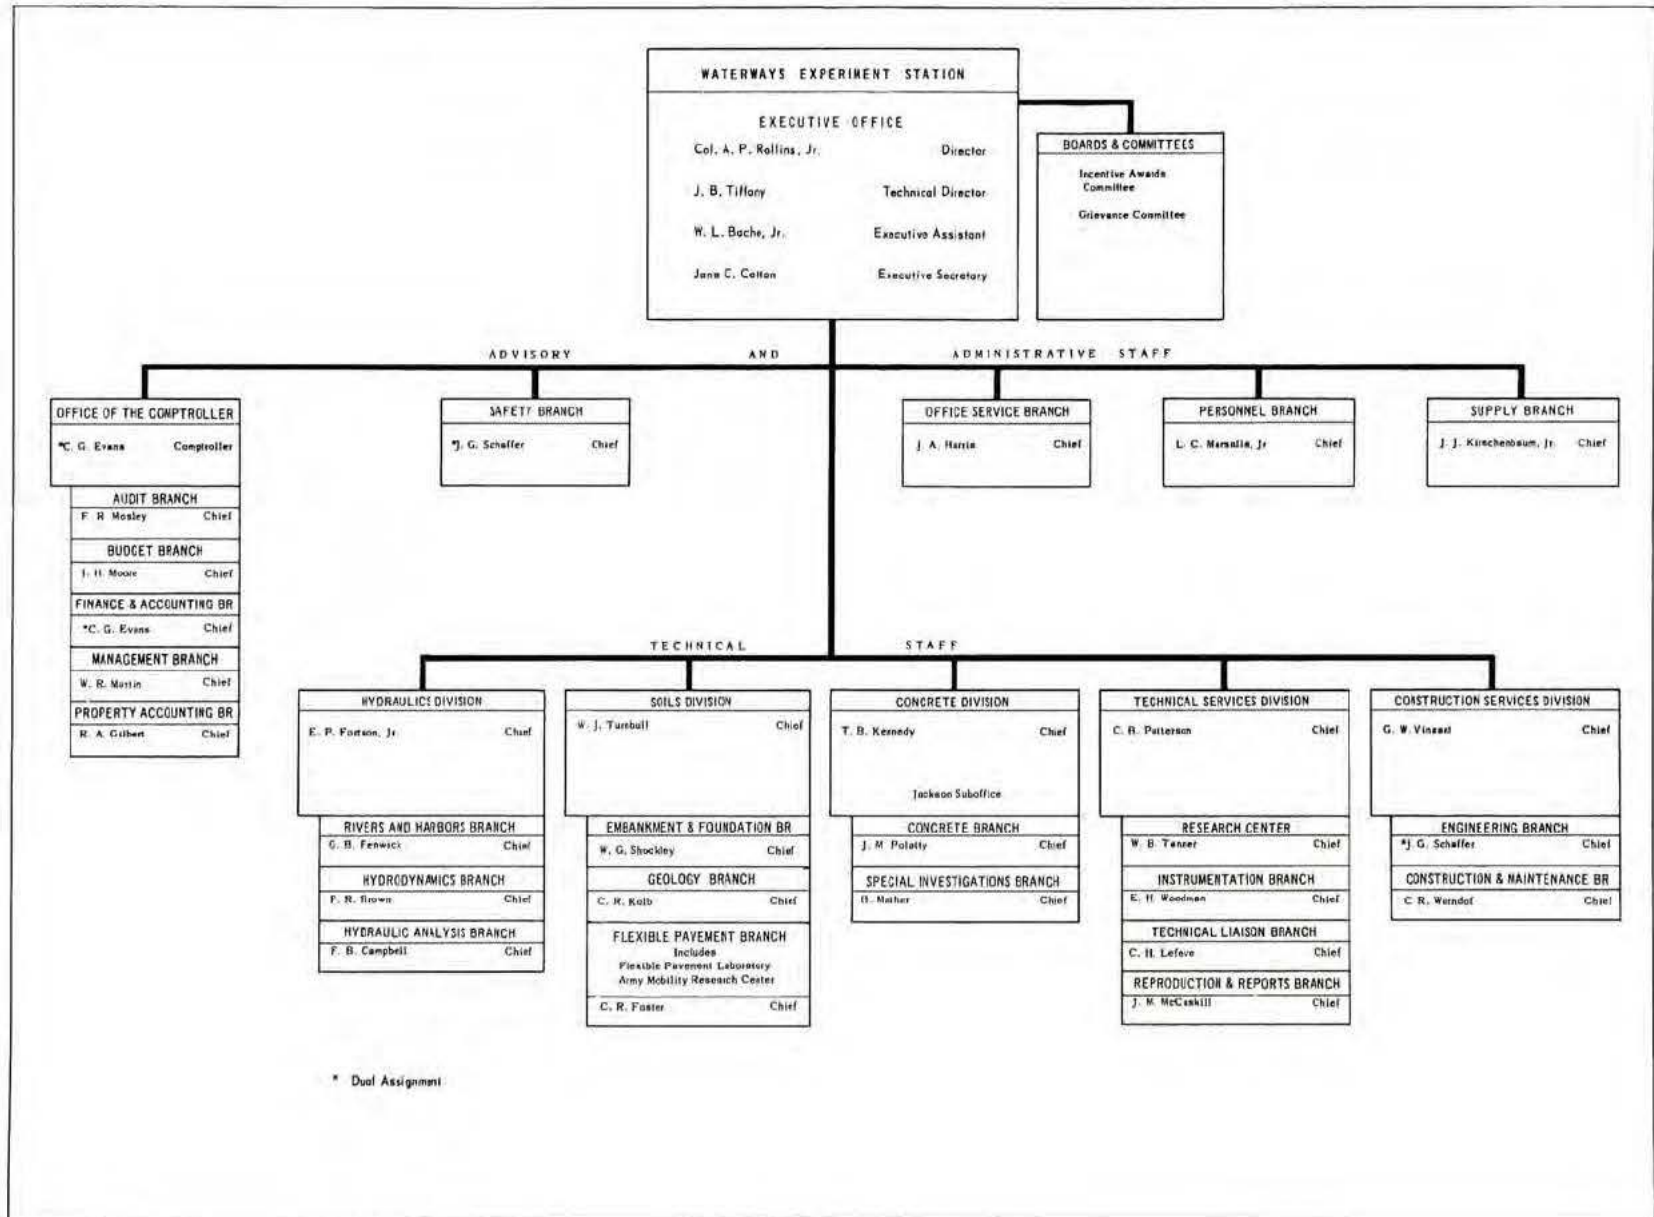 WATERWAYS EXPERIMENT STATION
EXECUTIVE OFFICE
Col. A. P. Rollins, Jr. Director
J. B. Tiffany Technical Director
W. L. Bache, Jr. Executive Assistant
Jane C. Cotton Executive Secretary
BOARDS & COMMITTEES
Incentive Awards
Committee
Grievance Committee
ADVISORY AND ADMINISTRATIVE STAFF
OFFICE OF THE COMPTROLLER
*C. G. Evans Comptroller
AUDIT BRANCH
F. R. Mosley Chief
BUDGET BRANCH
J. H. Moore Chief
FINANCE & ACCOUNTING BR
*C. G. Evans Chief
MANAGEMENT BRANCH
W. R. Martin Chief
PROPERTY ACCOUNTING BR
R. A. Gilbert Chief
SAFETY BRANCH
*J. G. Schaffer Chief
OFFICE SERVICE BRANCH
J. A. Harris Chief
PERSONNEL BRANCH
L. C. Chief
SUPPLY BRANCH
J. J. Kirschenbaum, Jr. Chief
TECHNICAL STAFF
HYDRAULICS DIVISION
E. P. Fortson, Jr. Chief
RIVERS AND HARBORS BRANCH
G. B. Fenwick Chief
HYDRODYNAMICS BRANCH
F. R. Brown Chief
HYDRAULIC ANALYSIS BRANCH
F. B. Campbell Chief
SOILS DIVISION
W. J. Turnbull Chief
EMBANKMENT & FOUNDATION BR
W. G. Shockley Chief
GEOLOGY BRANCH
C. R. Kolb Chief
FLEXIBLE PAVEMENT BRANCH
Includes
Flexible Pavement Laboratory
Army Mobility Research Center
C. R. Foster Chief
CONCRETE DIVISION
T. B. Kennedy Chief
Jackson Suboffice
CONCRETE BRANCH
J. M. Polatty Chief
SPECIAL INVESTIGATIONS BRANCH
B. Mather Chief
TECHNICAL SERVICES DIVISION
C. B. Patterson Chief
RESEARCH CENTER
W. B. Tanner Chief
INSTRUMENTATION BRANCH
E. H. Woodman Chief
TECHNICAL LIAISON BRANCH
C. H. Lefeve Chief
REPRODUCTION & REPORTS BRANCH
J. M. McCaskill Chief
CONSTRUCTION SERVICES DIVISION
G. W. Vinzant Chief
ENGINEERING BRANCH
*J. G. Schaffer Chief
CONSTRUCTION & MAINTENANCE BR
C. R. Chief
* Dual Assignment